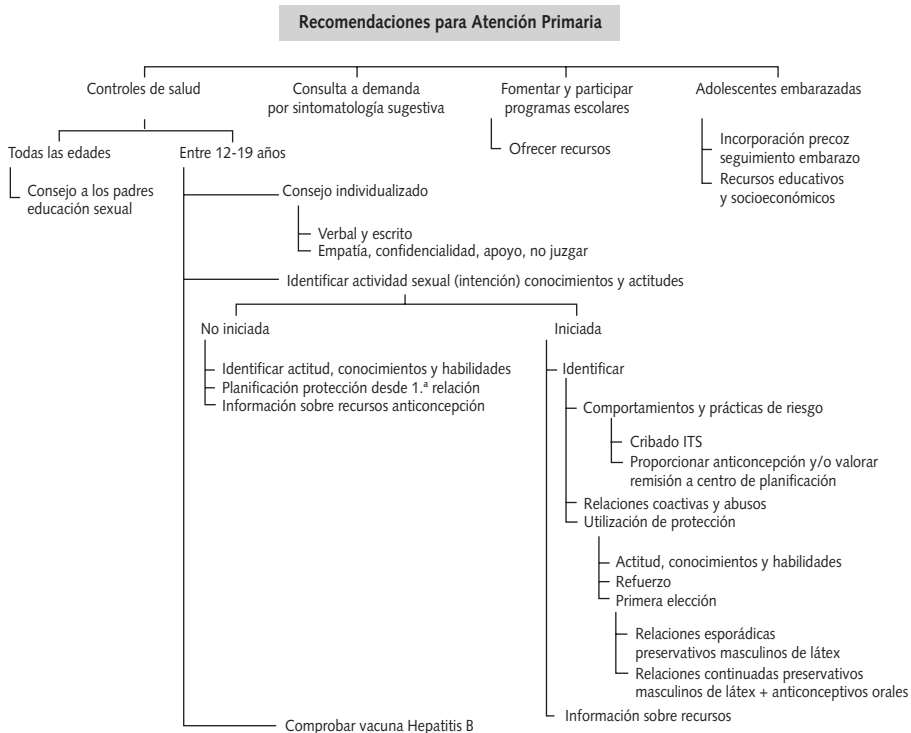 Recomendaciones para Atención Primaria
Controles de salud
Consulta a demanda
por sintomatología sugestiva
Fomentar y participar
programas escolares
Ofrecer recursos
Adolescentes embarazadas
Incorporación precoz
seguimiento embarazo
Recursos educativos
y socioeconómicos
Todas las edades
Consejo a los padres
educación sexual
Entre 12-19 años
Consejo individualizado
Verbal y escrito
Empatía, confidencialidad, apoyo, no juzgar
Identificar actividad sexual (intención) conocimientos y actitudes
No iniciada
Identificar actitud, conocimientos y habilidades
Planificación protección desde 1.ª relación
Información sobre recursos anticoncepción
Iniciada
Identificar
Comportamientos y prácticas de riesgo
Cribado ITS
Proporcionar anticoncepción y/o valorar
remisión a centro de planificación
Relaciones coactivas y abusos
Utilización de protección
Actitud, conocimientos y habilidades
Refuerzo
Primera elección
Relaciones esporádicas
preservativos masculinos de látex
Relaciones continuadas preservativos
masculinos de látex + anticonceptivos orales
Información sobre recursos
Comprobar vacuna Hepatitis B